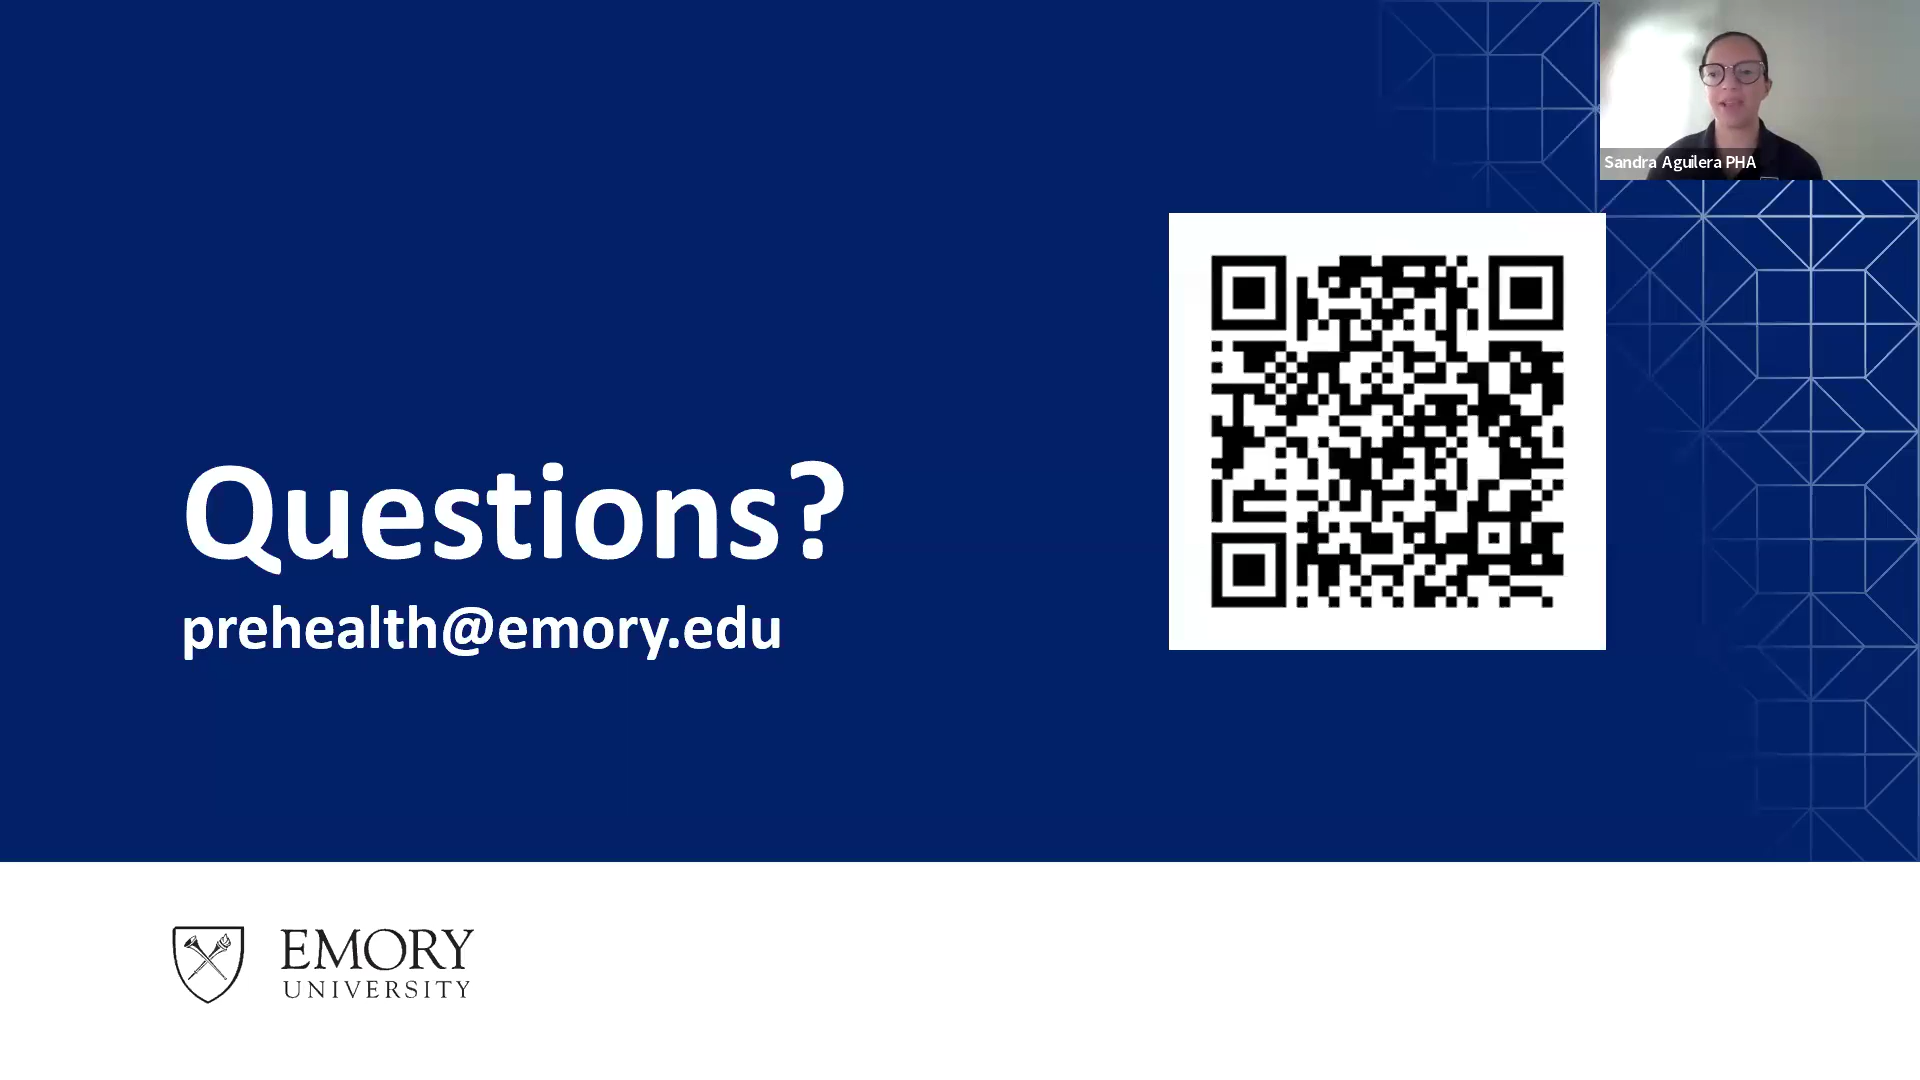 Sandra Aguilera PHA
Questions?
prehealth@emory.edu
EMORY
UNIVERSITY